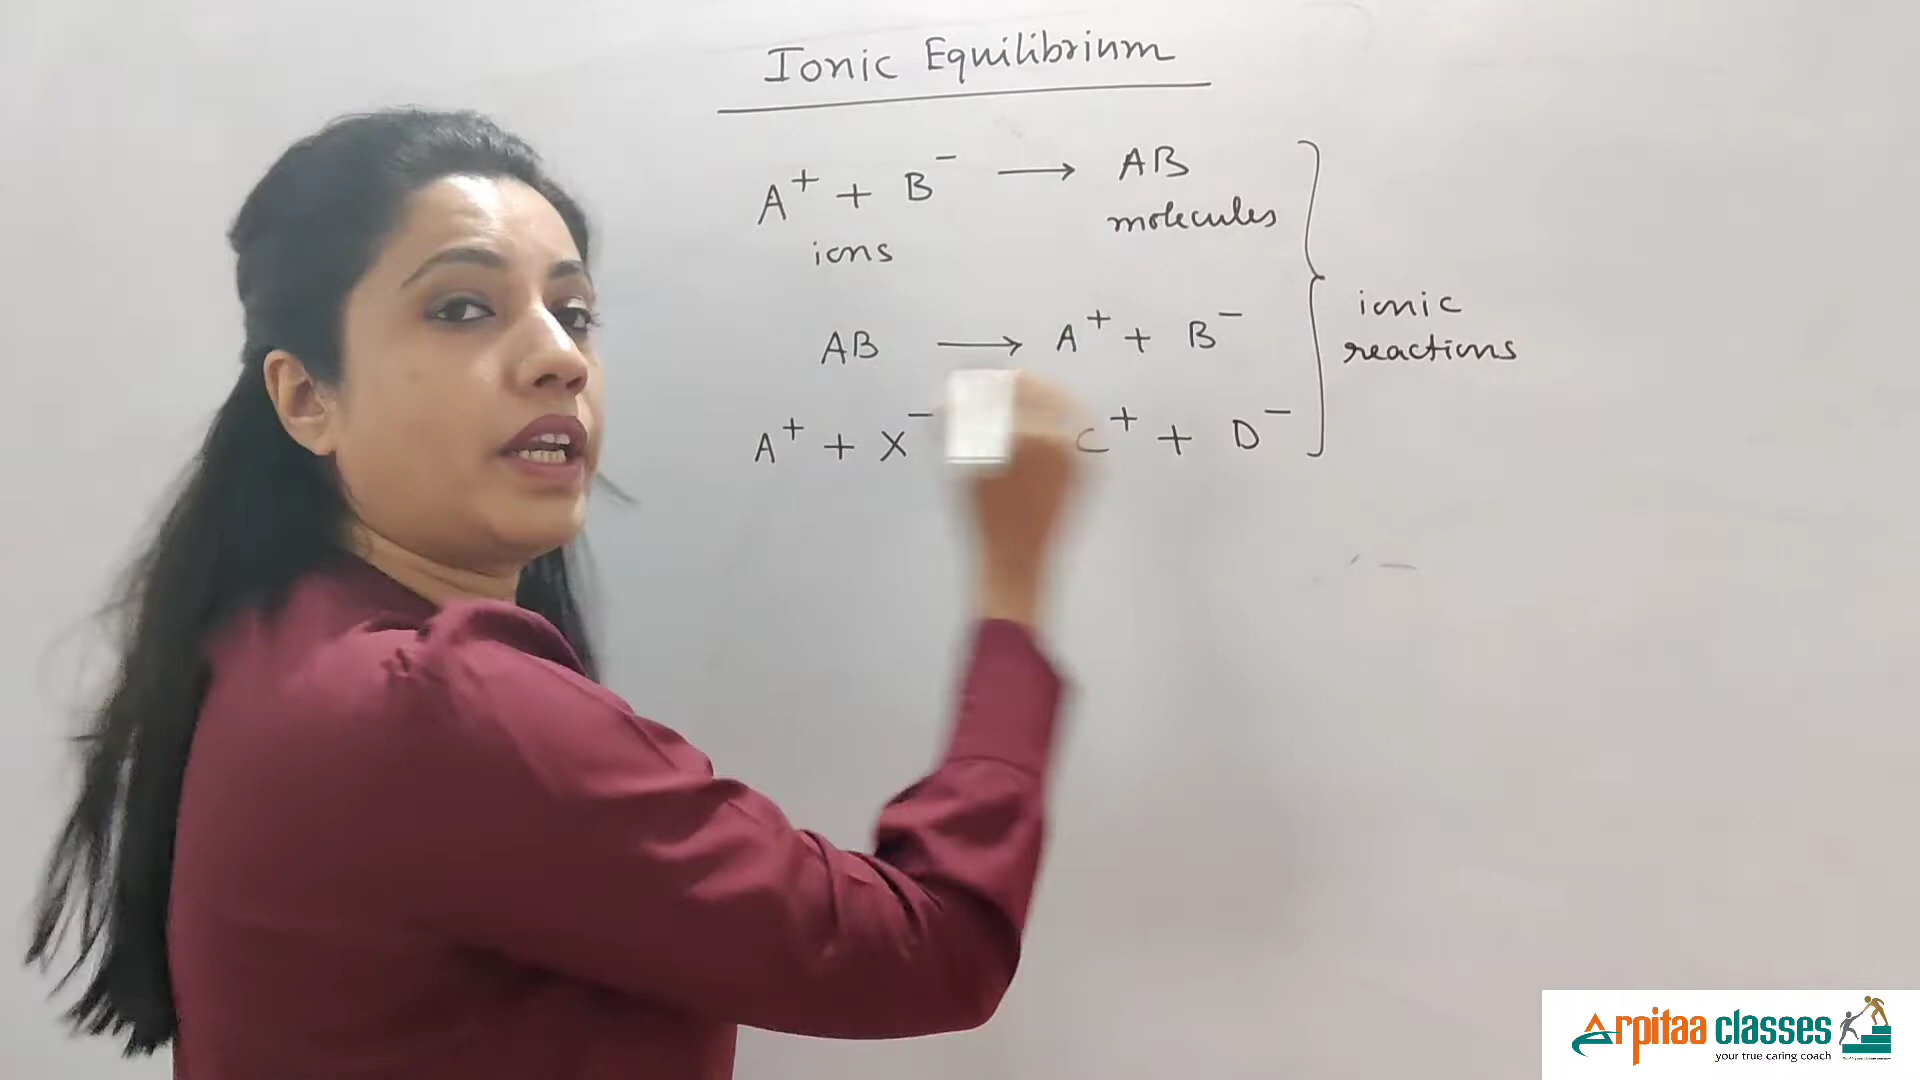 Ionic Equilibrium
A⁺ + B⁻ → AB
ions molecules
AB → A⁺ + B⁻
A⁺ + X⁻ C⁺ + D⁻
ionic
reactions
Arpitaa classes
your true caring coach